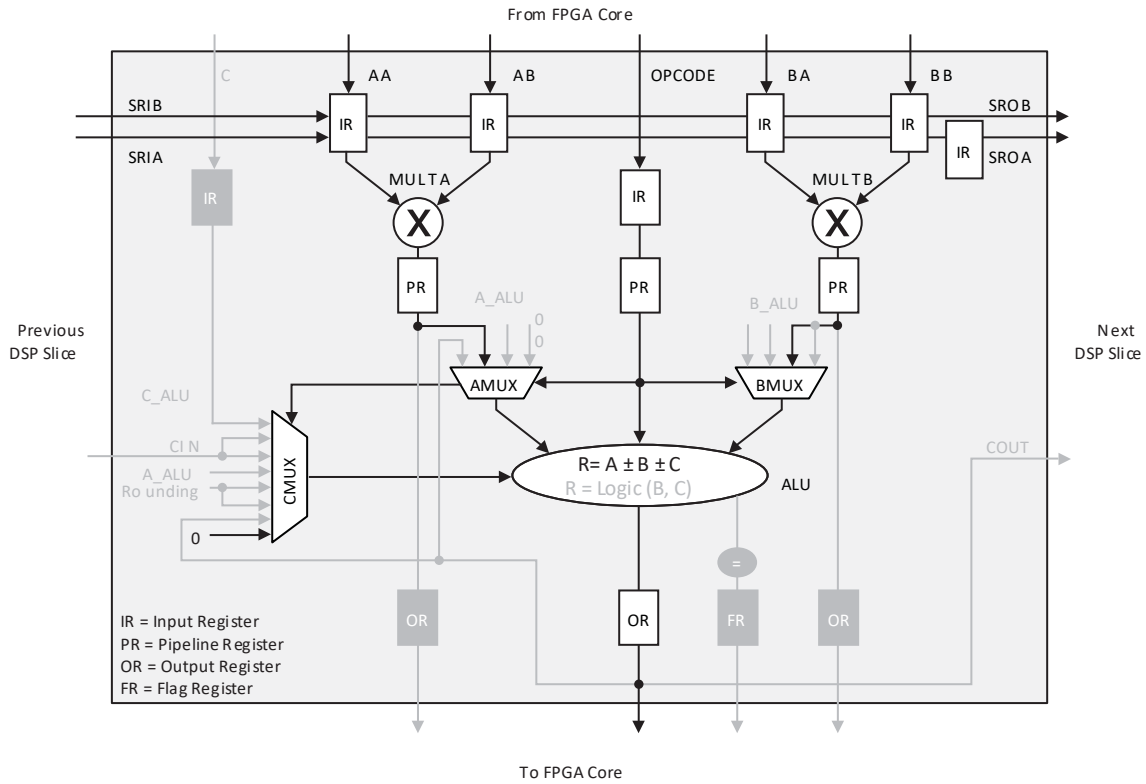 From FPGA Core
C
AA
AB
OPCODE
BA
BB
SRIB
SROB
IR
IR
IR
IR
IR
SRIA
SROA
MULTA
MULTB
IR
IR
X
X
PR
PR
PR
A_ALU
B_ALU
0
0
Previous
DSP Slice
Next
DSP Slice
AMUX
BMUX
C_ALU
CIN
COUT
A_ALU
Rounding
CMUX
R= A ± B ± C
R = Logic (B, C)
ALU
0
=
IR = Input Register
PR = Pipeline Register
OR = Output Register
FR = Flag Register
OR
OR
FR
OR
To FPGA Core